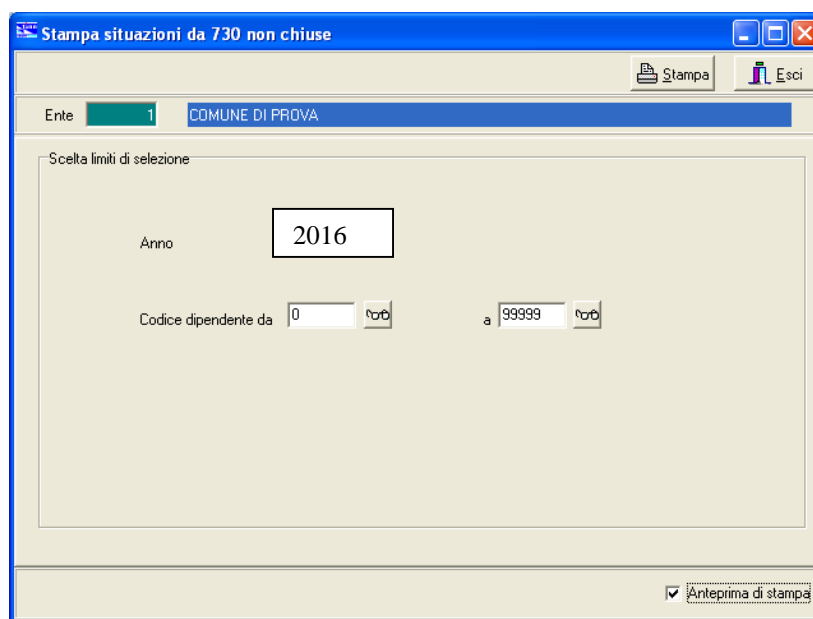 Stampa situazioni da 730 non chiuse
Stampa Esci
Ente 1 COMUNE DI PROVA
Scelta limiti di selezione
Anno 2016
Codice dipendente da 0 a 99999
Anteprima di stampa